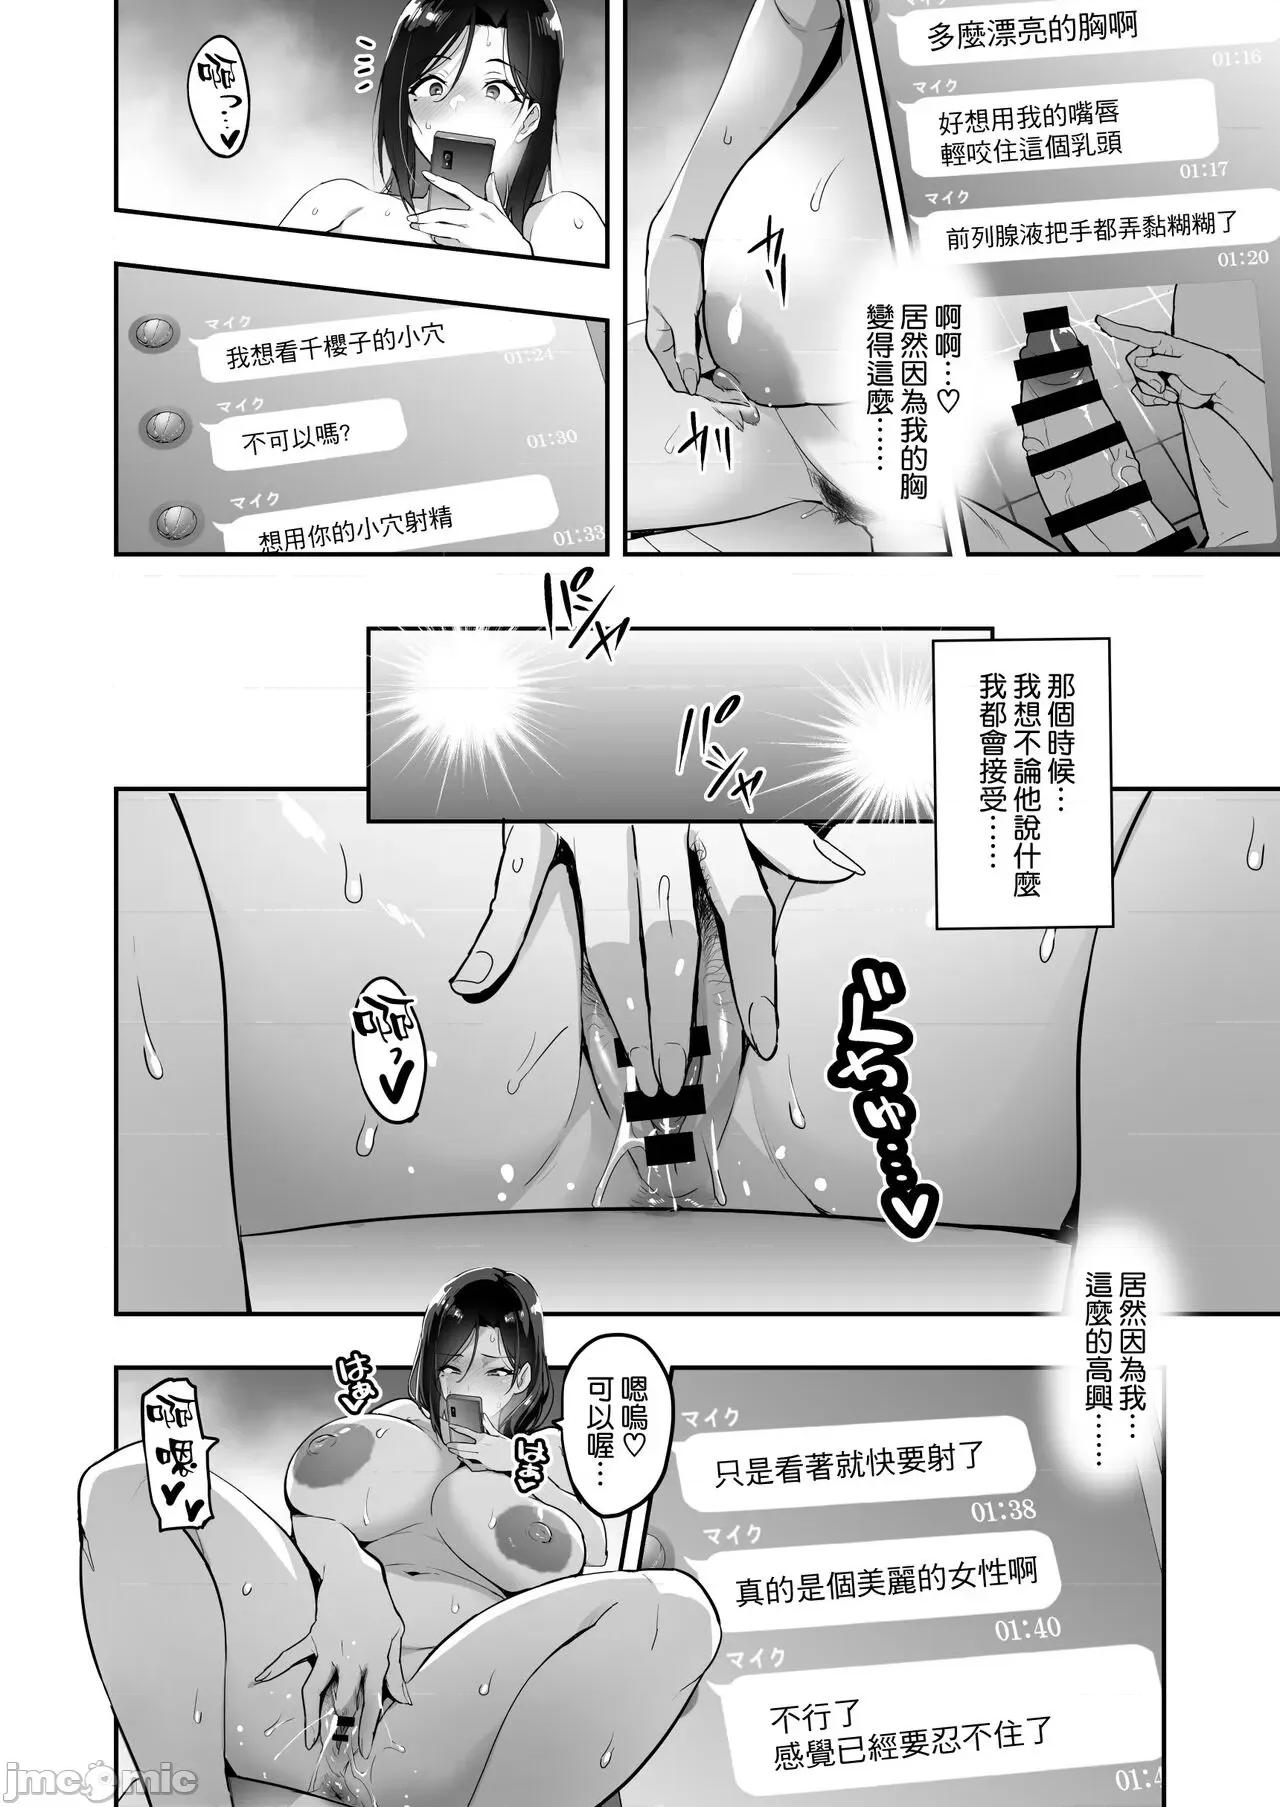 マイク
多麼漂亮的胸啊
01:16
マイク
好想用我的嘴唇
輕咬住這個乳頭
01:17
マイク
前列腺液把手都弄黏糊糊了
01:20
啊啊…♡
居然因為我的胸
變得這麼……
マイク
我想看千櫻子的小穴
01:24
マイク
不可以嗎?
01:30
マイク
想用你的小穴射精
01:33
那個時候…
我想不論他說什麼
我都會接受……
パシャ
パシャ
居然因為我…
這麼的高興……
マイク
只是看著就快要射了
01:38
マイク
真的是個美麗的女性啊
01:40
マイク
不行了
感覺已經要忍不住了
嗯嗚♡
可以喔…
はぁ♡
はぁ♡
jmcomic